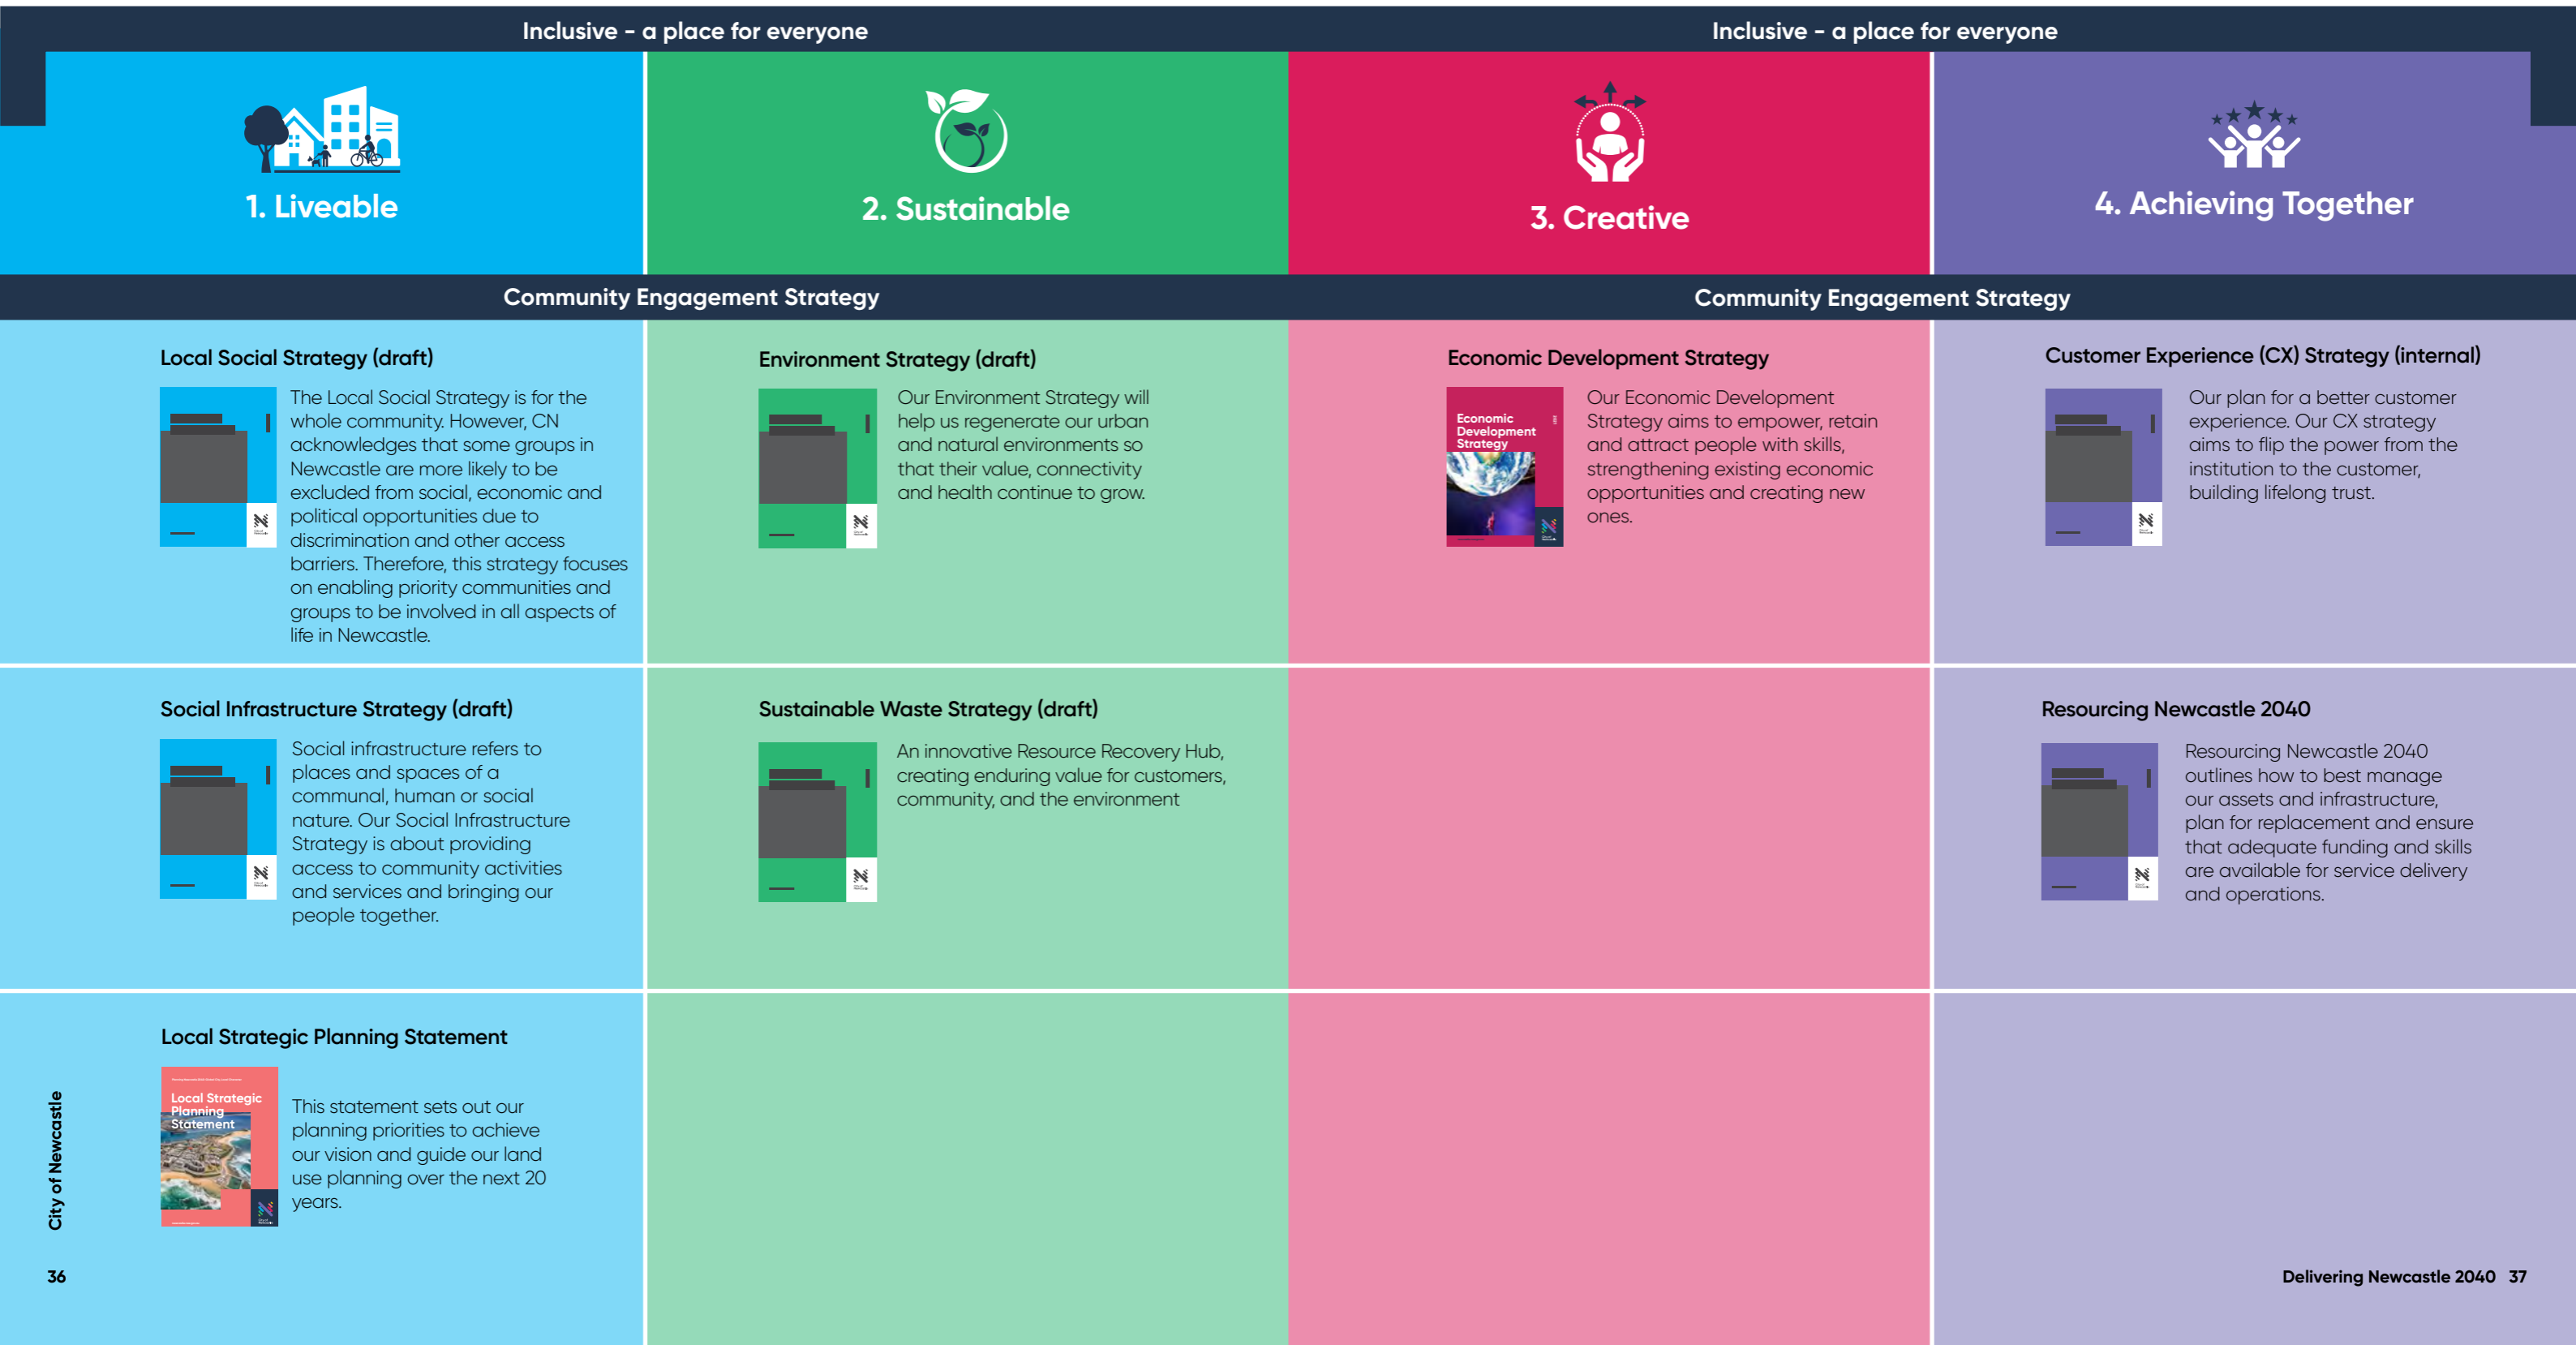 Inclusive - a place for everyone
Inclusive - a place for everyone
1. Liveable
2. Sustainable
3. Creative
4. Achieving Together
Community Engagement Strategy
Community Engagement Strategy
Local Social Strategy (draft)
The Local Social Strategy is for the
whole community. However, CN
acknowledges that some groups in
Newcastle are more likely to be
excluded from social, economic and
political opportunities due to
discrimination and other access
barriers. Therefore, this strategy focuses
on enabling priority communities and
groups to be involved in all aspects of
life in Newcastle.
Environment Strategy (draft)
Our Environment Strategy will
help us regenerate our urban
and natural environments so
that their value, connectivity
and health continue to grow.
Economic Development Strategy
Economic
Development
Strategy
Our Economic Development
Strategy aims to empower, retain
and attract people with skills,
strengthening existing economic
opportunities and creating new
ones.
Customer Experience (CX) Strategy (internal)
Our plan for a better customer
experience. Our CX strategy
aims to flip the power from the
institution to the customer,
building lifelong trust.
Social Infrastructure Strategy (draft)
Social infrastructure refers to
places and spaces of a
communal, human or social
nature. Our Social Infrastructure
Strategy is about providing
access to community activities
and services and bringing our
people together.
Sustainable Waste Strategy (draft)
An innovative Resource Recovery Hub,
creating enduring value for customers,
community, and the environment
Resourcing Newcastle 2040
Resourcing Newcastle 2040
outlines how to best manage
our assets and infrastructure,
plan for replacement and ensure
that adequate funding and skills
are available for service delivery
and operations.
Local Strategic Planning Statement
Local Strategic
Planning
Statement
This statement sets out our
planning priorities to achieve
our vision and guide our land
use planning over the next 20
years.
City of Newcastle
36
Delivering Newcastle 2040 37